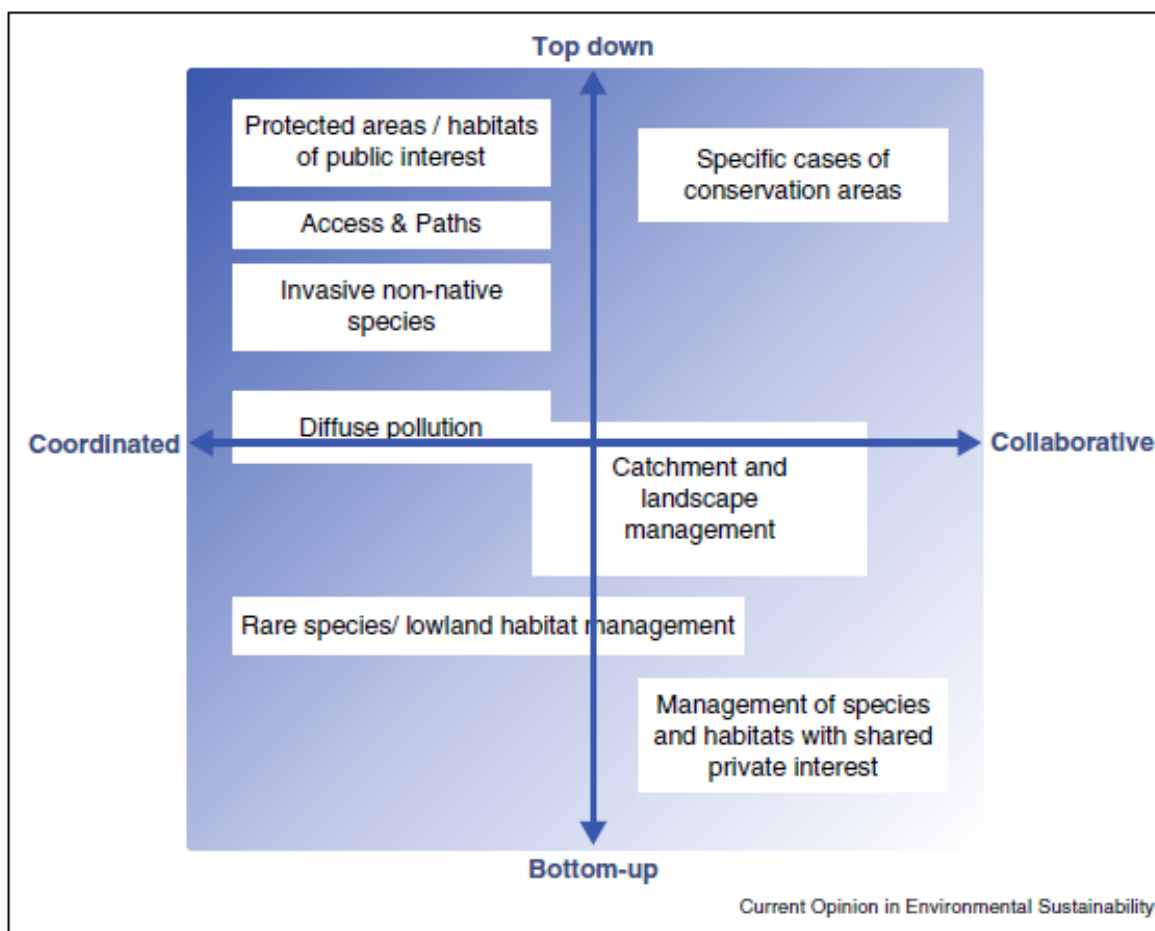 Top down
Protected areas / habitats
of public interest
Specific cases of
conservation areas
Access & Paths
Invasive non-native
species
Diffuse pollution
Coordinated
Collaborative
Catchment and
landscape
management
Rare species/ lowland habitat management
Management of species
and habitats with shared
private interest
Bottom-up
Current Opinion in Environmental Sustainability